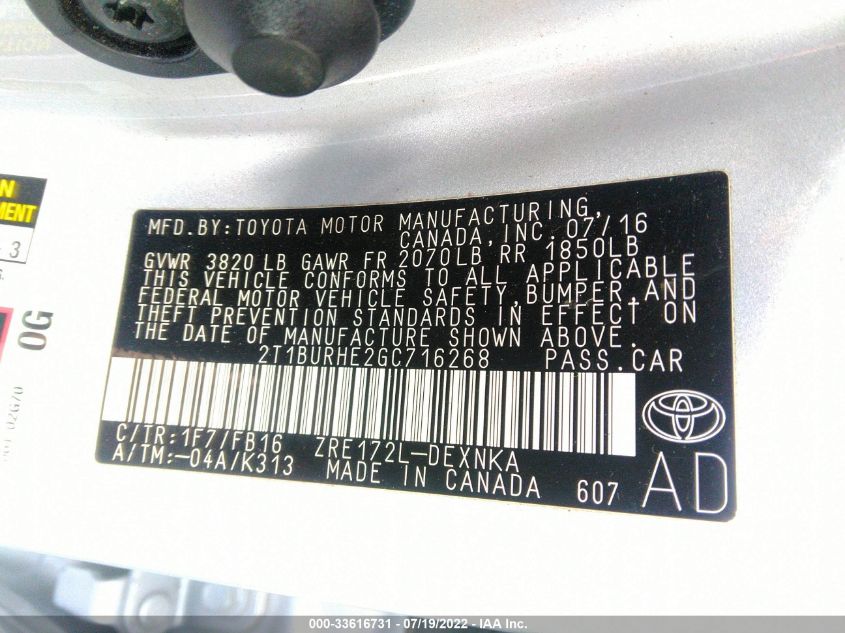 MFD.BY:TOYOTA MOTOR MANUFACTURING,
CANADA,INC. 07/16
GVWR 3820 LB GAWR FR 2070LB RR 1850LB
THIS VEHICLE CONFORMS TO ALL APPLICABLE
FEDERAL MOTOR VEHICLE SAFETY,BUMPER,AND
THEFT PREVENTION STANDARDS IN EFFECT ON
THE DATE OF MANUFACTURE SHOWN ABOVE.
2T1BURHE2GC716268 PASS.CAR
C/TR:1F7/FB16 ZRE172L-DEXNKA
A/TM:-04A/K313 MADE IN CANADA 607
AD
MENT
3
0G
02G70
000-33616731 - 07/19/2022 - IAA Inc.